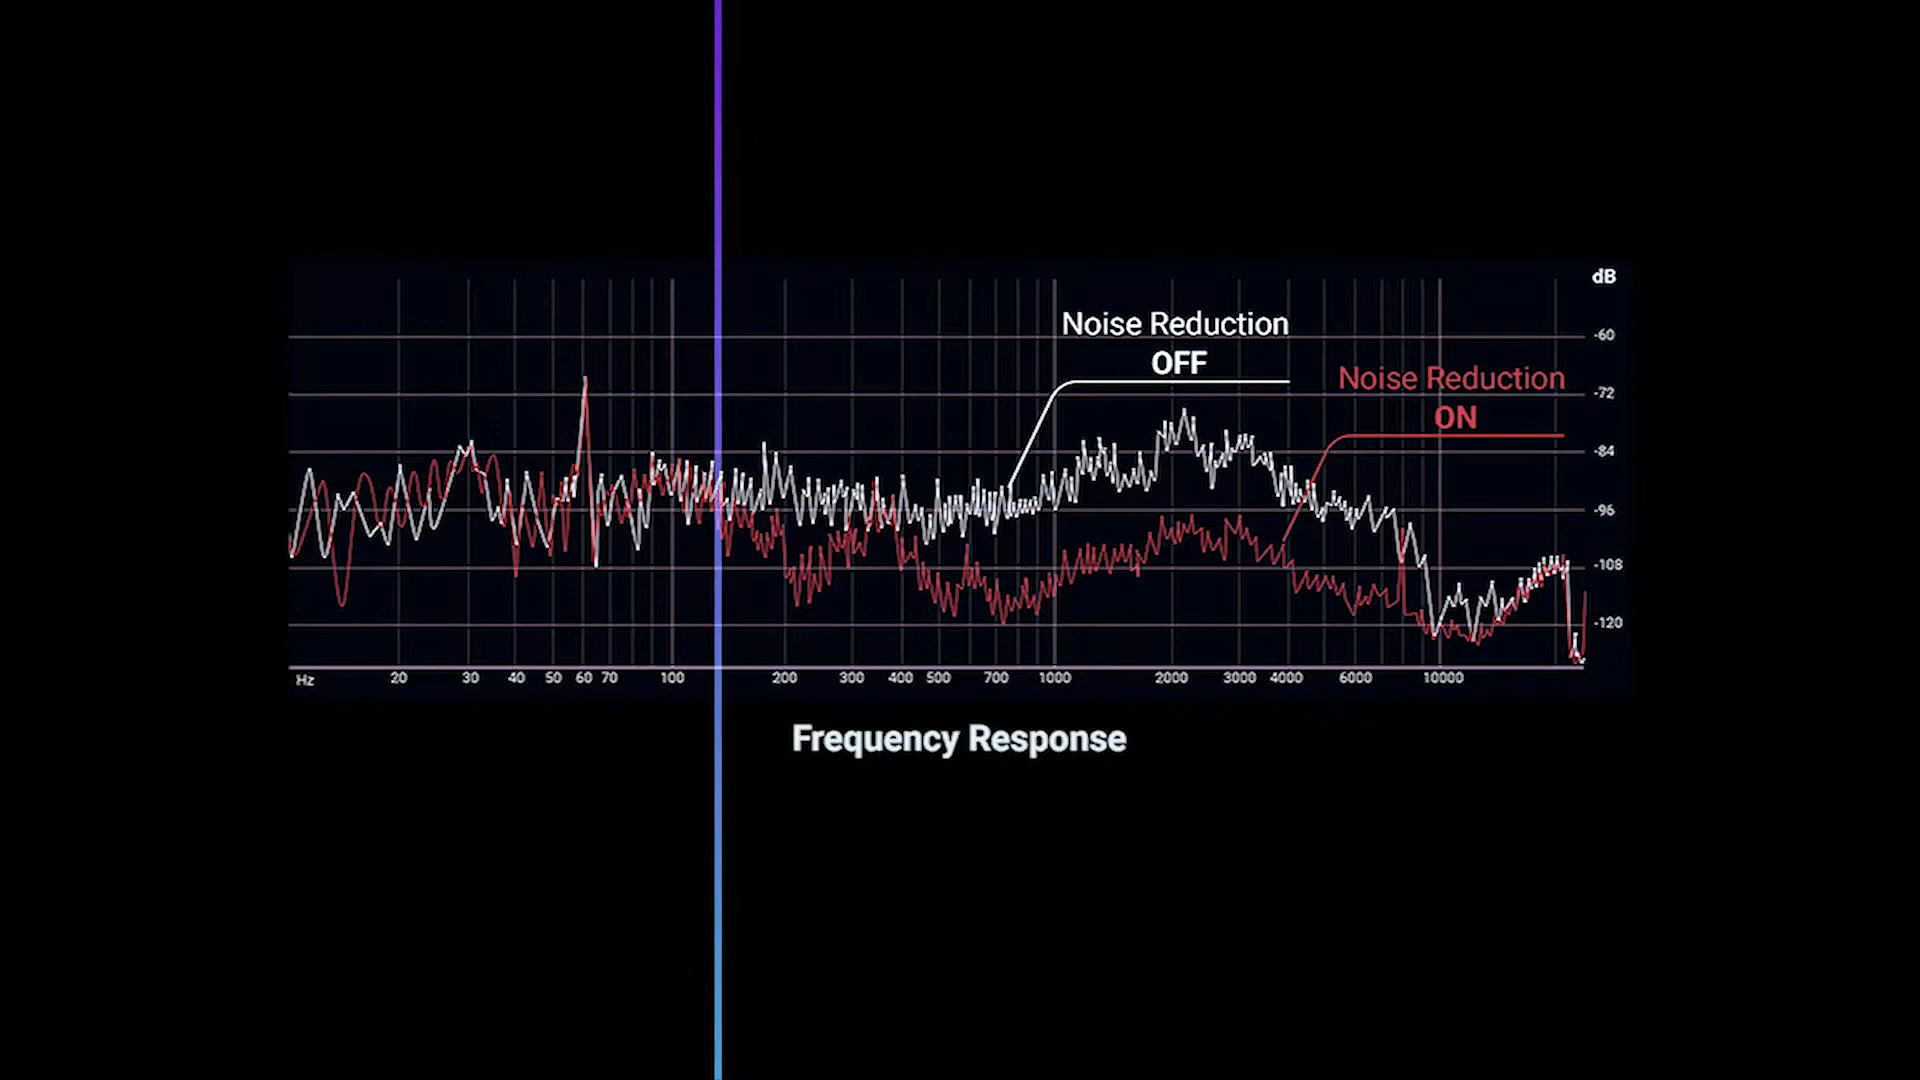 dB
Noise Reduction
OFF
Noise Reduction
ON
-60
-72
-84
-96
-108
-120
Hz 20 30 40 50 60 70 100 200 300 400 500 700 1000 2000 3000 4000 6000 10000
Frequency Response